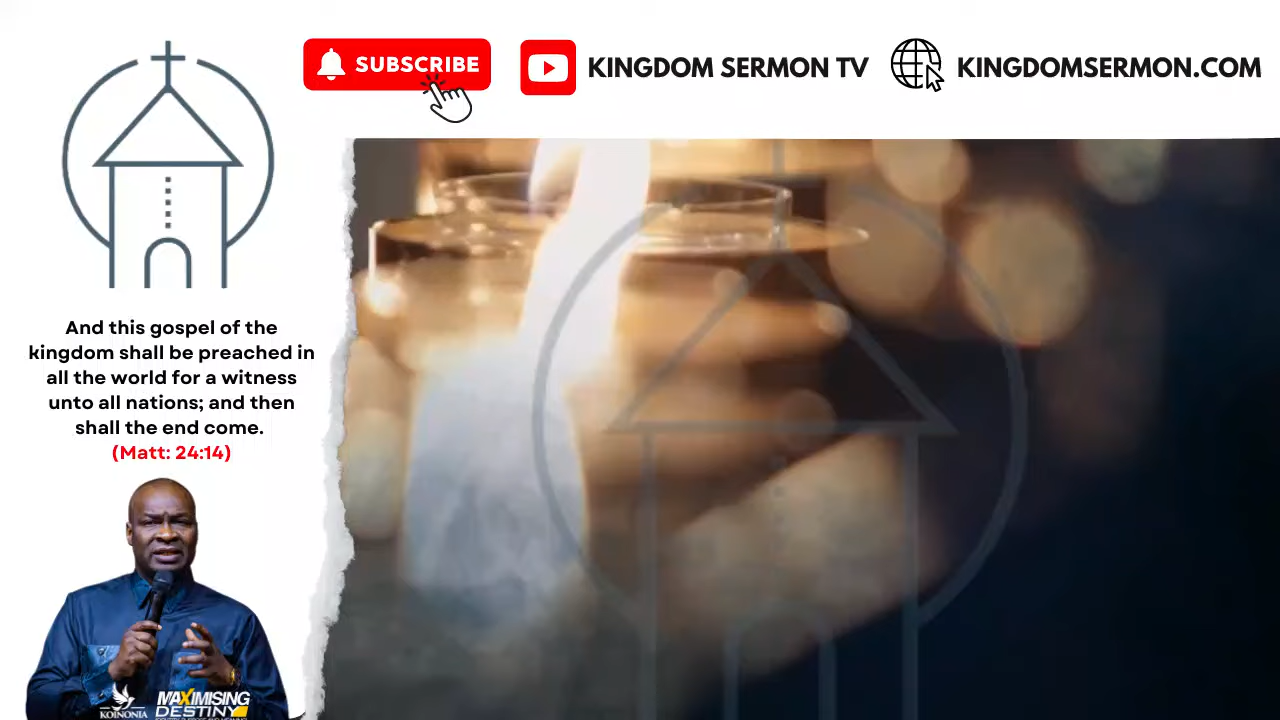 SUBSCRIBE
KINGDOM SERMON TV
KINGDOMSERMON.COM
And this gospel of the
kingdom shall be preached in
all the world for a witness
unto all nations; and then
shall the end come.
(Matt: 24:14)
KOINONIA
MAXIMISING
DESTINY